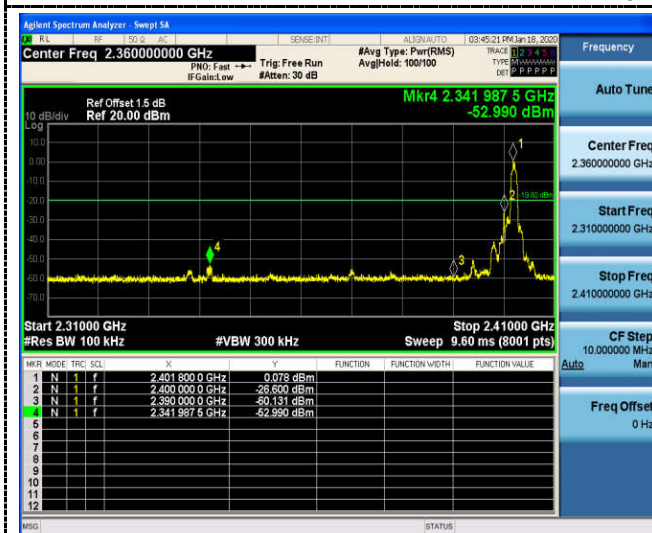 Agilent Spectrum Analyzer - Swept SA
RL RF 50 Ω AC SENSE:INT ALIGNAUTO 03:45:21 PM Jan 18, 2020
Center Freq 2.360000000 GHz #Avg Type: Pwr(RMS) TRACE 1 2 3 4 5 6
PNO: Fast Trig: Free Run Avg|Hold: 100/100 TYPE M
IFGain:Low #Atten: 30 dB DET P P P P P
Mkr4 2.341 987 5 GHz
-52.990 dBm
Ref Offset 1.5 dB
10 dB/div Ref 20.00 dBm
Log
10.0
0.00
-10.0
-20.0
-30.0
-40.0
-50.0
-60.0
-70.0
1
2
-19.92 dBm
3
4
Start 2.31000 GHz Stop 2.41000 GHz
#Res BW 100 kHz #VBW 300 kHz Sweep 9.60 ms (8001 pts)
MKR MODE TRC SCL X Y FUNCTION FUNCTION WIDTH FUNCTION VALUE
1 N 1 f 2.401 800 0 GHz 0.078 dBm
2 N 1 f 2.400 000 0 GHz -26.600 dBm
3 N 1 f 2.390 000 0 GHz -60.131 dBm
4 N 1 f 2.341 987 5 GHz -52.990 dBm
5
6
7
8
9
10
11
12
MSG STATUS
Frequency
Auto Tune
Center Freq
2.360000000 GHz
Start Freq
2.310000000 GHz
Stop Freq
2.410000000 GHz
CF Step
10.000000 MHz
Auto Man
Freq Offset
0 Hz